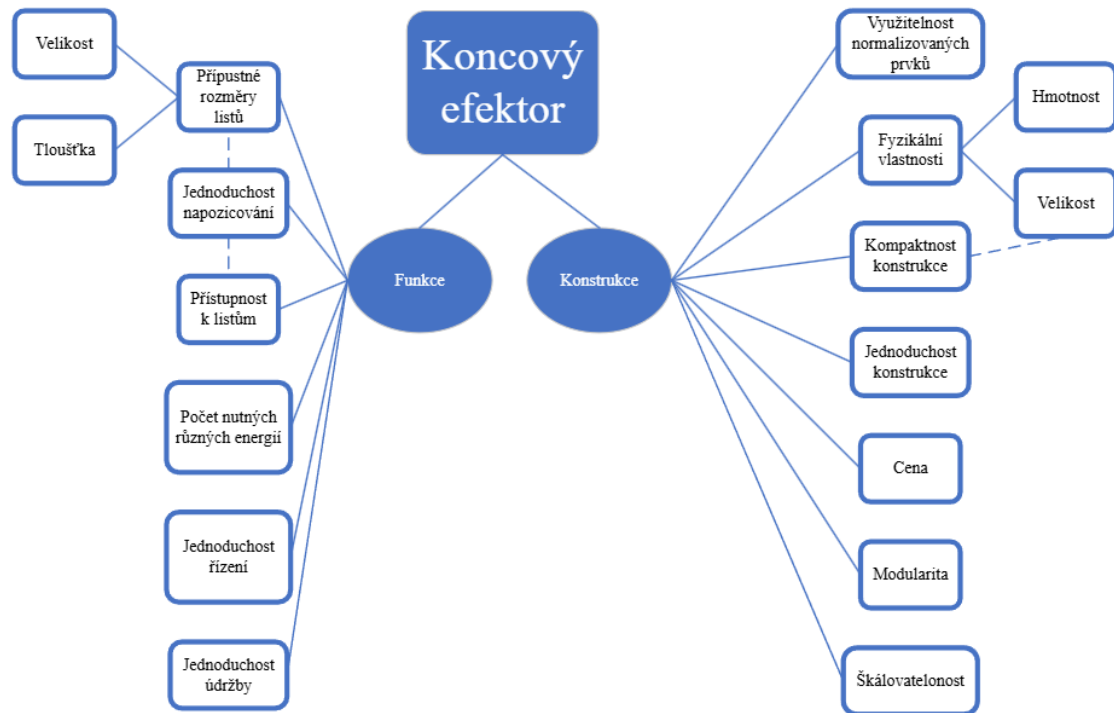 Koncový
efektor
Funkce
Konstrukce
Velikost
Tloušťka
Přípustné
rozměry
listů
Jednoduchost
napozicování
Přístupnost
k listům
Počet nutných
různých energií
Jednoduchost
řízení
Jednoduchost
údržby
Využitelnost
normalizovaných
prvků
Fyzikální
vlastnosti
Hmotnost
Velikost
Kompaktnost
konstrukce
Jednoduchost
konstrukce
Cena
Modularita
Škálovatelonost